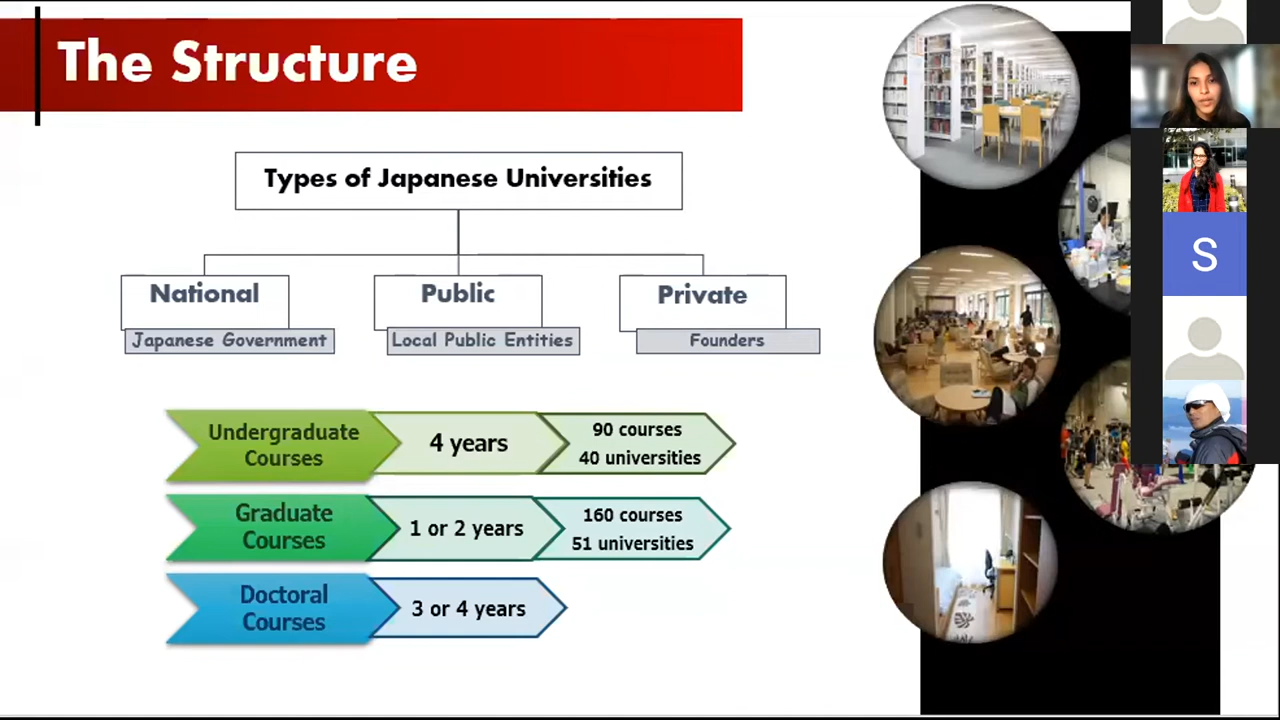 The Structure
Types of Japanese Universities
National
Public
Private
Japanese Government
Local Public Entities
Founders
Undergraduate
Courses
4 years
90 courses
40 universities
Graduate
Courses
1 or 2 years
160 courses
51 universities
Doctoral
Courses
3 or 4 years
S